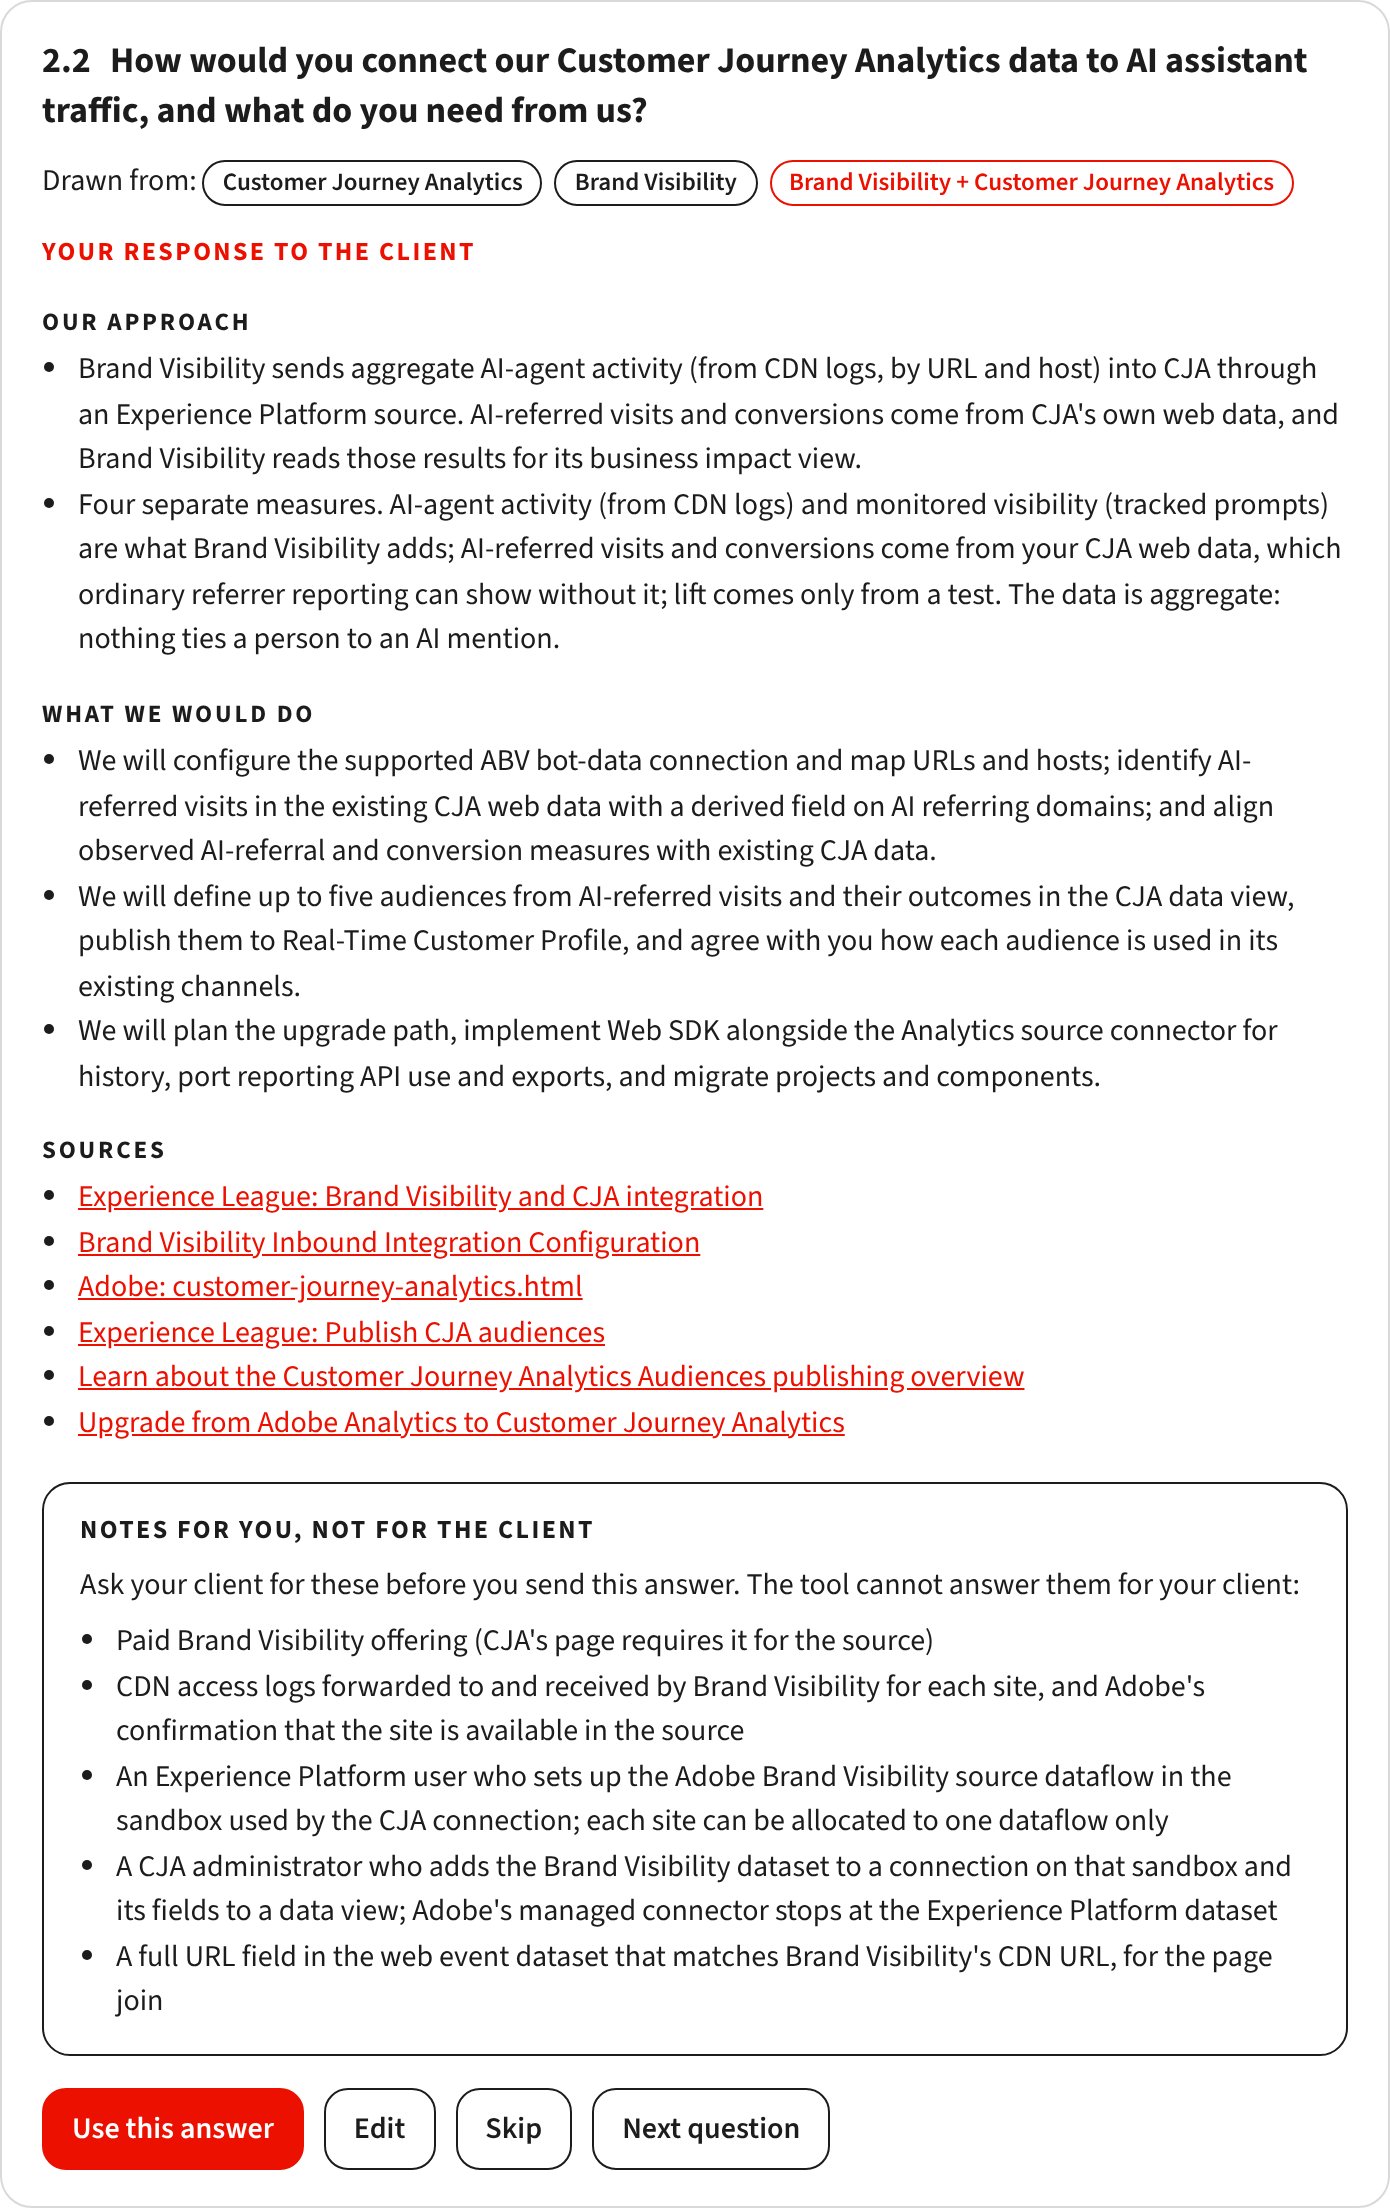 2.2 How would you connect our Customer Journey Analytics data to AI assistant
traffic, and what do you need from us?
Drawn from: Customer Journey Analytics Brand Visibility Brand Visibility + Customer Journey Analytics
YOUR RESPONSE TO THE CLIENT
OUR APPROACH
• Brand Visibility sends aggregate AI-agent activity (from CDN logs, by URL and host) into CJA through
an Experience Platform source. AI-referred visits and conversions come from CJA's own web data, and
Brand Visibility reads those results for its business impact view.
• Four separate measures. AI-agent activity (from CDN logs) and monitored visibility (tracked prompts)
are what Brand Visibility adds; AI-referred visits and conversions come from your CJA web data, which
ordinary referrer reporting can show without it; lift comes only from a test. The data is aggregate:
nothing ties a person to an AI mention.
WHAT WE WOULD DO
• We will configure the supported ABV bot-data connection and map URLs and hosts; identify AI-
referred visits in the existing CJA web data with a derived field on AI referring domains; and align
observed AI-referral and conversion measures with existing CJA data.
• We will define up to five audiences from AI-referred visits and their outcomes in the CJA data view,
publish them to Real-Time Customer Profile, and agree with you how each audience is used in its
existing channels.
• We will plan the upgrade path, implement Web SDK alongside the Analytics source connector for
history, port reporting API use and exports, and migrate projects and components.
SOURCES
• Experience League: Brand Visibility and CJA integration
• Brand Visibility Inbound Integration Configuration
• Adobe: customer-journey-analytics.html
• Experience League: Publish CJA audiences
• Learn about the Customer Journey Analytics Audiences publishing overview
• Upgrade from Adobe Analytics to Customer Journey Analytics
NOTES FOR YOU, NOT FOR THE CLIENT
Ask your client for these before you send this answer. The tool cannot answer them for your client:
• Paid Brand Visibility offering (CJA's page requires it for the source)
• CDN access logs forwarded to and received by Brand Visibility for each site, and Adobe's
confirmation that the site is available in the source
• An Experience Platform user who sets up the Adobe Brand Visibility source dataflow in the
sandbox used by the CJA connection; each site can be allocated to one dataflow only
• A CJA administrator who adds the Brand Visibility dataset to a connection on that sandbox and
its fields to a data view; Adobe's managed connector stops at the Experience Platform dataset
• A full URL field in the web event dataset that matches Brand Visibility's CDN URL, for the page
join
Use this answer Edit Skip Next question